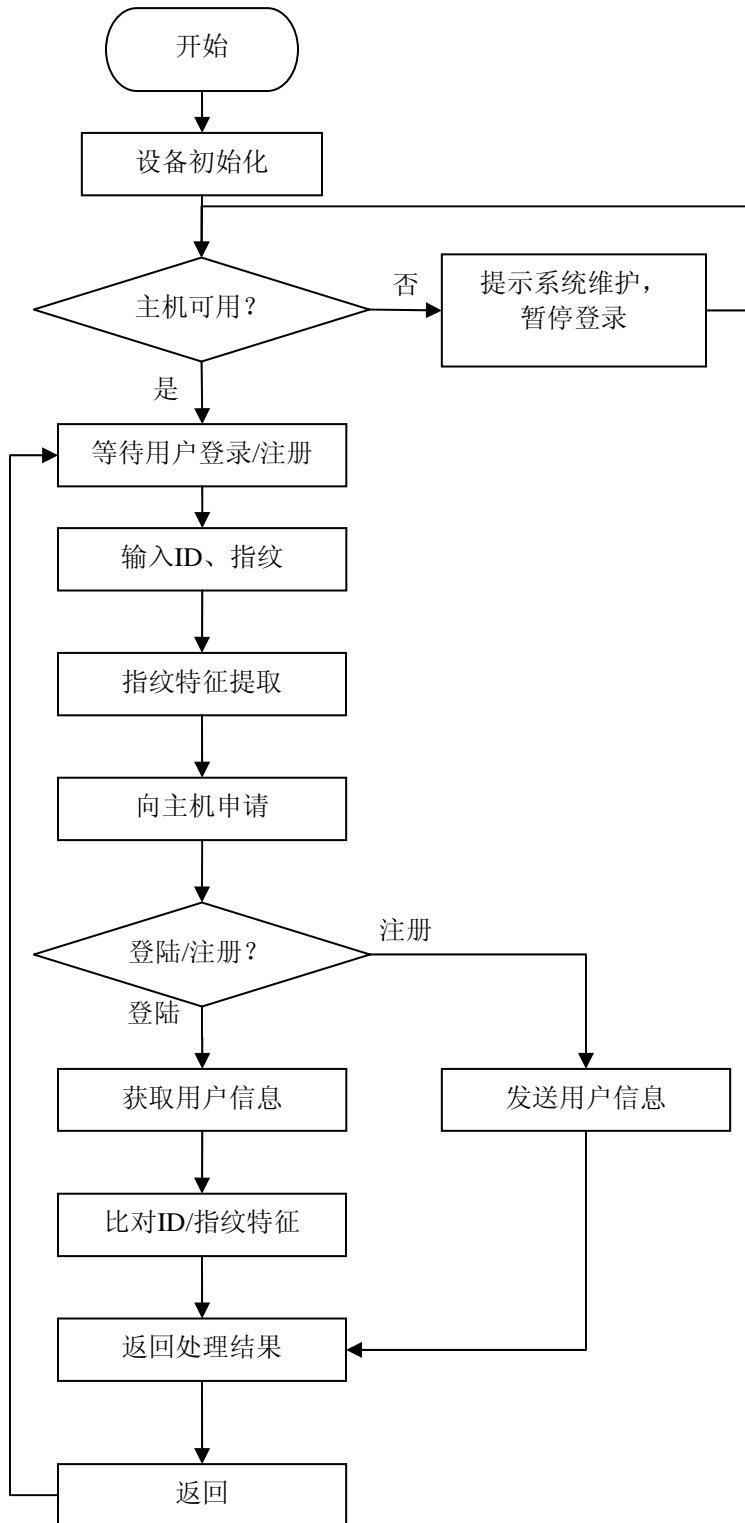 开始
设备初始化
主机可用？
否
提示系统维护，
暂停登录
是
等待用户登录/注册
输入ID、指纹
指纹特征提取
向主机申请
登陆/注册？
注册
登陆
获取用户信息
发送用户信息
比对ID/指纹特征
返回处理结果
返回